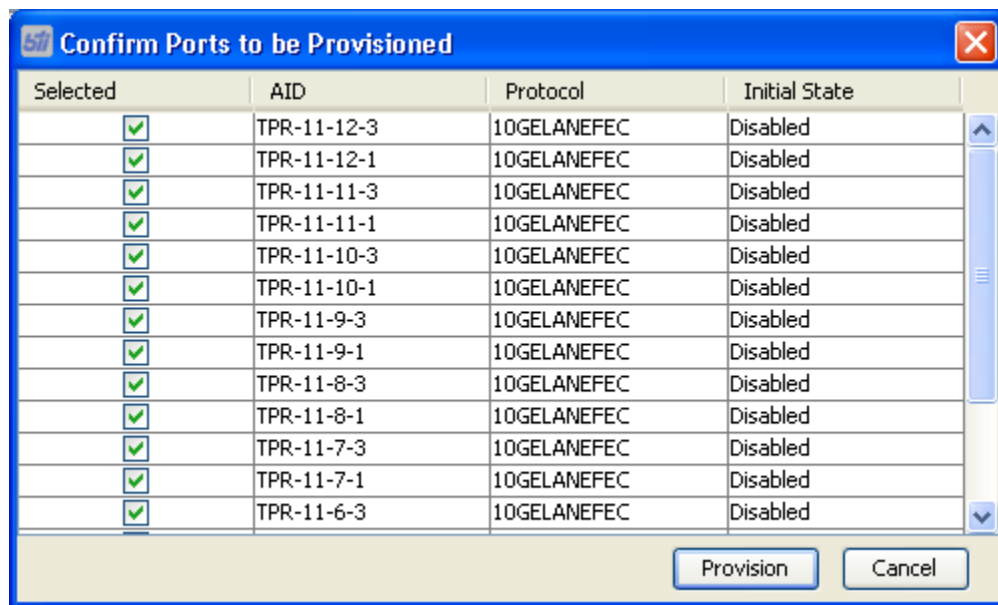 bti Confirm Ports to be Provisioned
Selected AID Protocol Initial State
TPR-11-12-3 10GELANEFEC Disabled
TPR-11-12-1 10GELANEFEC Disabled
TPR-11-11-3 10GELANEFEC Disabled
TPR-11-11-1 10GELANEFEC Disabled
TPR-11-10-3 10GELANEFEC Disabled
TPR-11-10-1 10GELANEFEC Disabled
TPR-11-9-3 10GELANEFEC Disabled
TPR-11-9-1 10GELANEFEC Disabled
TPR-11-8-3 10GELANEFEC Disabled
TPR-11-8-1 10GELANEFEC Disabled
TPR-11-7-3 10GELANEFEC Disabled
TPR-11-7-1 10GELANEFEC Disabled
TPR-11-6-3 10GELANEFEC Disabled
Provision Cancel